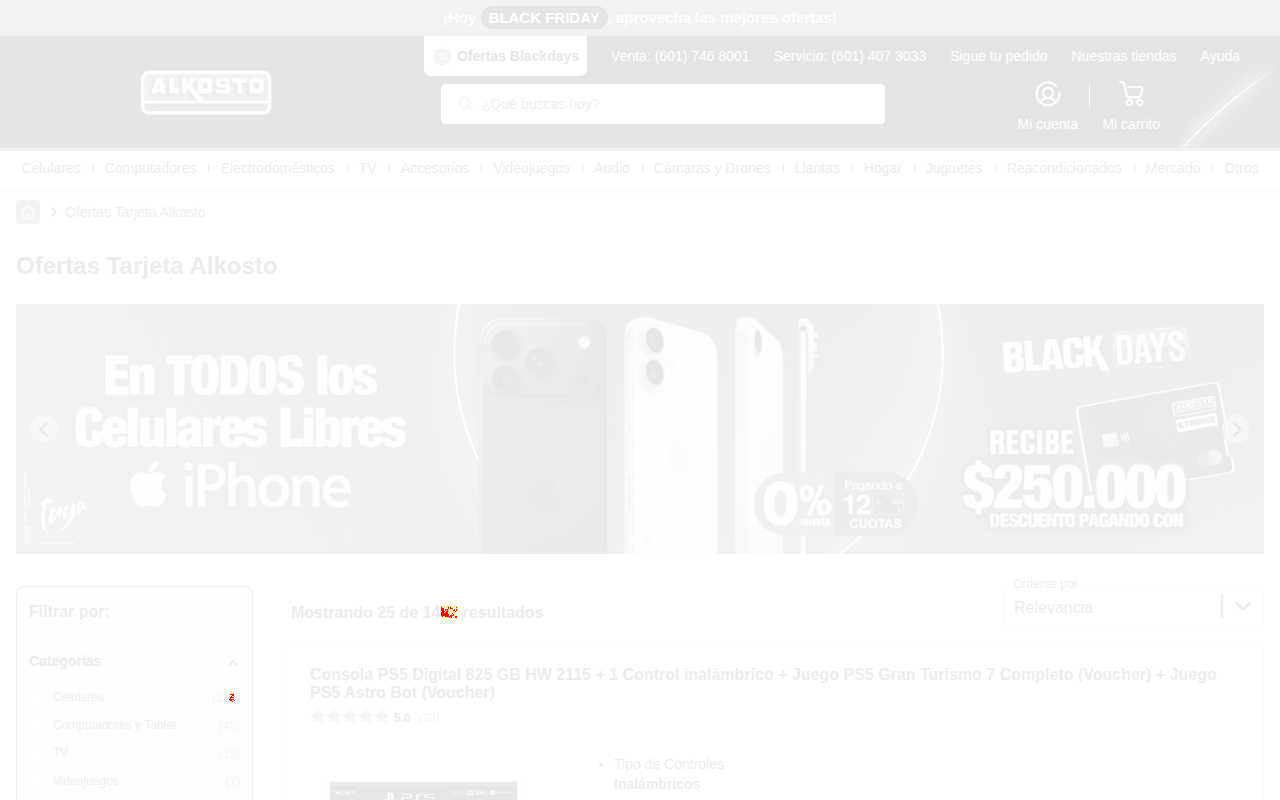 ¡Hoy BLACK FRIDAY, aprovecha las mejores ofertas!
Ofertas Blackdays
Venta: (601) 746 8001
Servicio: (601) 407 3033
Sigue tu pedido
Nuestras tiendas
Ayuda
ALKOSTO
¿Qué buscas hoy?
Mi cuenta
Mi carrito
Celulares
Computadores
Electrodomésticos
TV
Accesorios
Videojuegos
Audio
Cámaras y Drones
Llantas
Hogar
Juguetes
Reacondicionados
Mercado
Otros
Ofertas Tarjeta Alkosto
Ofertas Tarjeta Alkosto
En TODOS los
Celulares Libres
iPhone
tuya
0% INTERÉS
Pagando a
12
CUOTAS
BLACK DAYS
ALKOSTO
K-TRONIX
RECIBE
$250.000
DESCUENTO PAGANDO CON
Filtrar por:
Categorías
Celulares
Computadores y Tablet (45)
TV (15)
Videojuegos (7)
Mostrando 25 de resultados
Ordenar por
Relevancia
Consola PS5 Digital 825 GB HW 2115 + 1 Control inalámbrico + Juego PS5 Gran Turismo 7 Completo (Voucher) + Juego
PS5 Astro Bot (Voucher)
5.0 (23)
Tipo de Controles
Inalámbricos
SONY
PS5